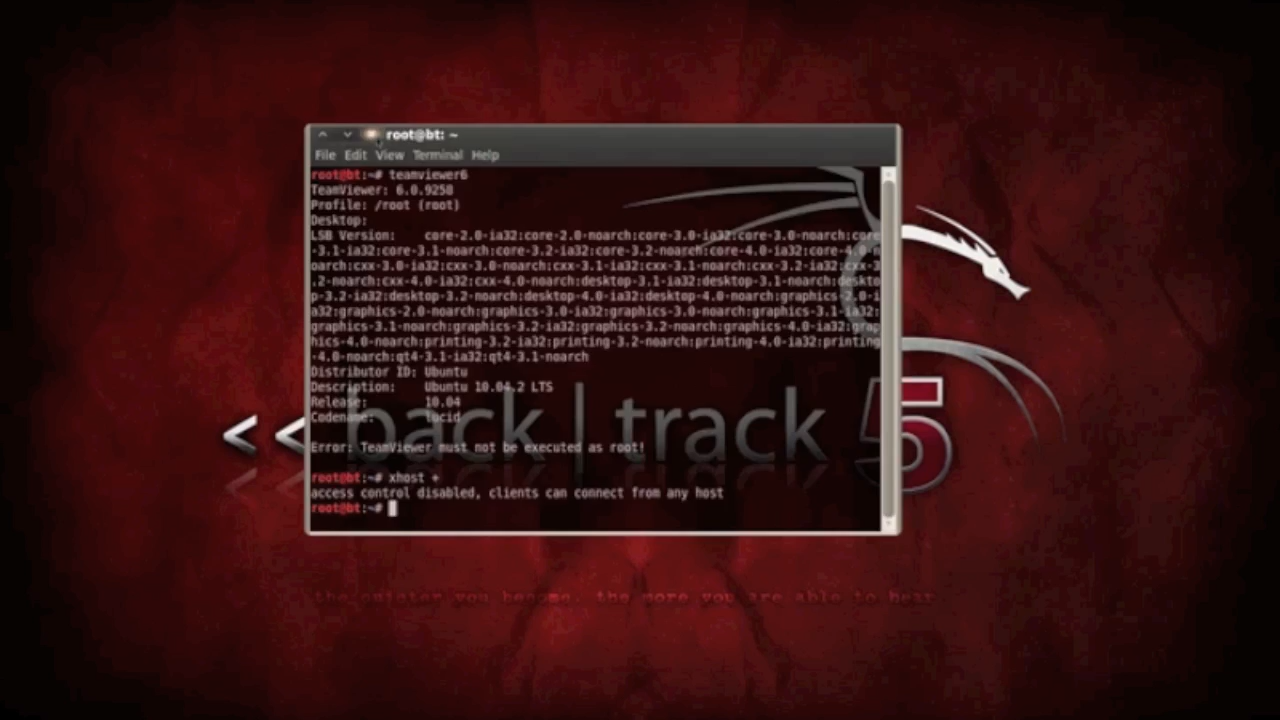 root@bt: ~
File Edit View Terminal Help
root@bt:~# teamviewer6
TeamViewer: 6.0.9258
Profile: /root (root)
Desktop:
LSB Version: core-2.0-ia32:core-2.0-noarch:core-3.0-ia32:core-3.0-noarch:core
-3.1-ia32:core-3.1-noarch:core-3.2-ia32:core-3.2-noarch:core-4.0-ia32:core-4.0-n
oarch:cxx-3.0-ia32:cxx-3.0-noarch:cxx-3.1-ia32:cxx-3.1-noarch:cxx-3.2-ia32:cxx-3
.2-noarch:cxx-4.0-ia32:cxx-4.0-noarch:desktop-3.1-ia32:desktop-3.1-noarch:deskto
p-3.2-ia32:desktop-3.2-noarch:desktop-4.0-ia32:desktop-4.0-noarch:graphics-2.0-i
a32:graphics-2.0-noarch:graphics-3.0-ia32:graphics-3.0-noarch:graphics-3.1-ia32:
graphics-3.1-noarch:graphics-3.2-ia32:graphics-3.2-noarch:graphics-4.0-ia32:grap
hics-4.0-noarch:printing-3.2-ia32:printing-3.2-noarch:printing-4.0-ia32:printing
-4.0-noarch:qt4-3.1-ia32:qt4-3.1-noarch
Distributor ID: Ubuntu
Description: Ubuntu 10.04.2 LTS
Release: 10.04
Codename: lucid
<< back | track 5
Error: TeamViewer must not be executed as root!
root@bt:~# xhost +
access control disabled, clients can connect from any host
root@bt:~#
the quieter you become, the more you are able to hear